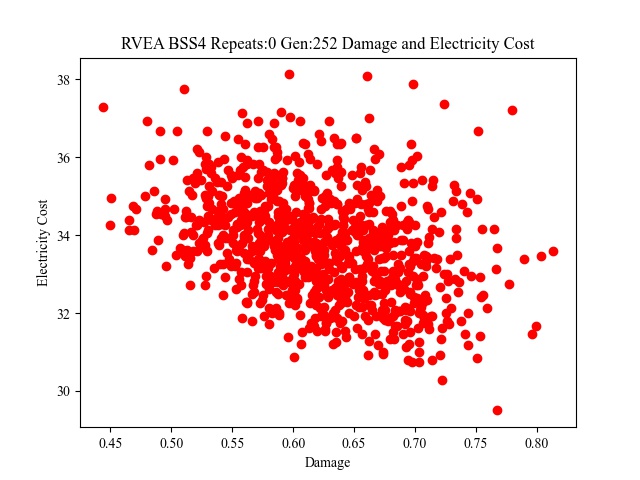 RVEA BSS4 Repeats:0 Gen:252 Damage and Electricity Cost
38
36
34
32
30
Electricity Cost
0.45 0.50 0.55 0.60 0.65 0.70 0.75 0.80
Damage